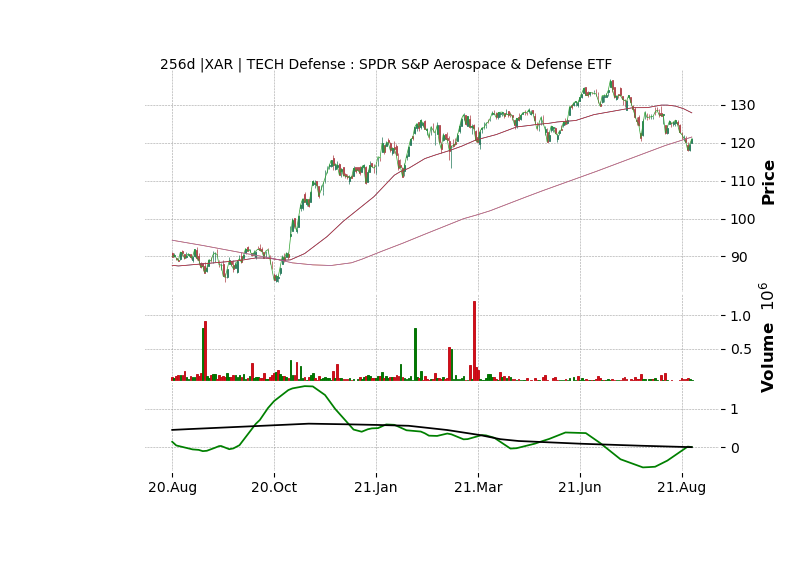 256d |XAR | TECH Defense : SPDR S&P Aerospace & Defense ETF
130
120
110
100
90
Price
1.0
0.5
Volume 10^6
1
0
20.Aug 20.Oct 21.Jan 21.Mar 21.Jun 21.Aug